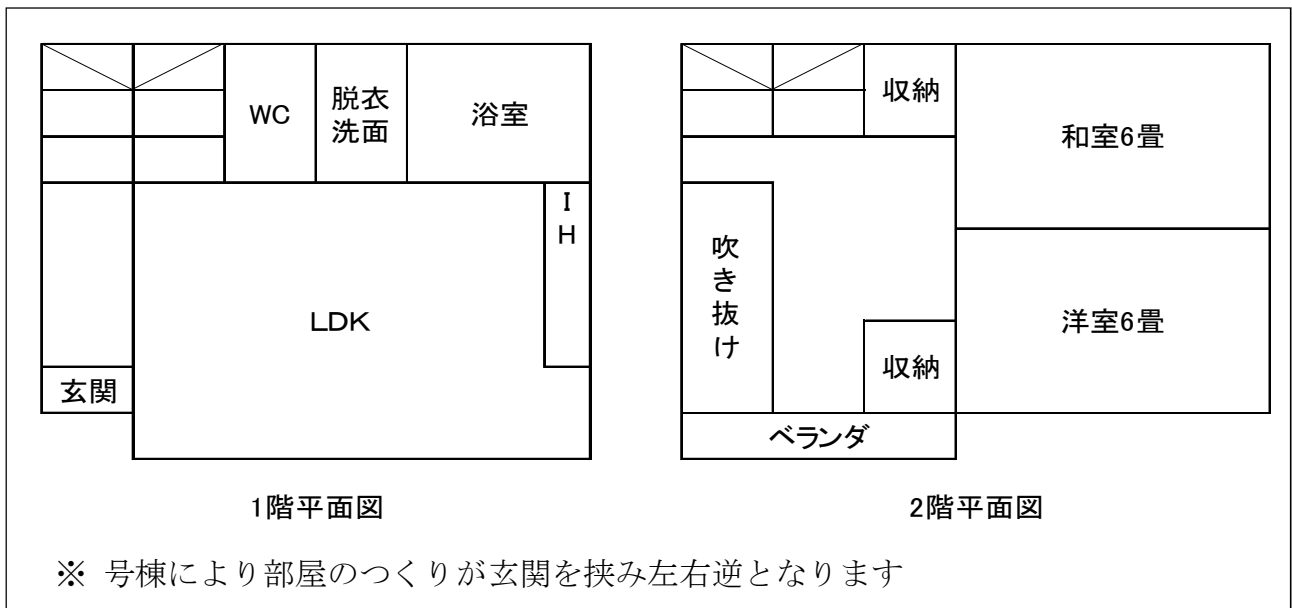 WC
脱衣
洗面
浴室
IH
LDK
玄関
1階平面図
収納
和室6畳
吹き抜け
洋室6畳
収納
ベランダ
2階平面図
※ 号棟により部屋のつくりが玄関を挟み左右逆となります